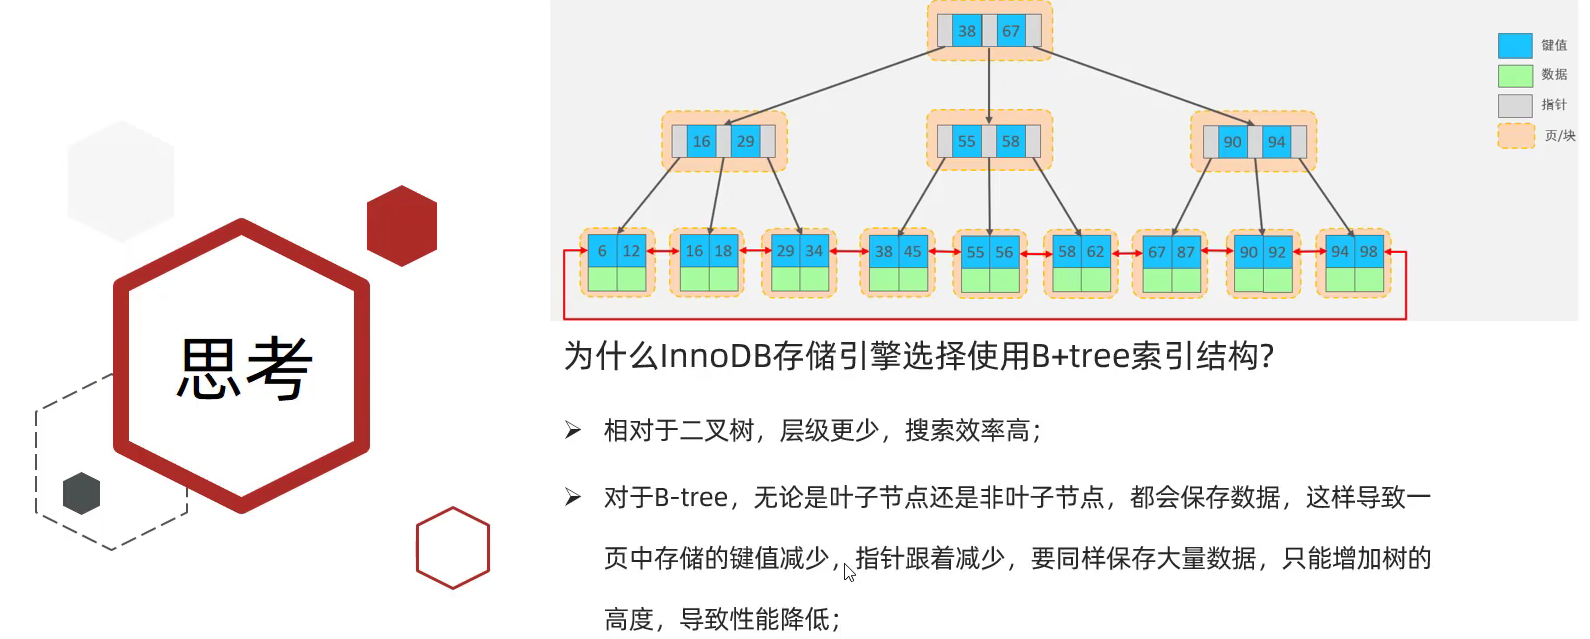 38 67
键值
数据
指针
页/块
16 29
55 58
90 94
6 12 16 18 29 34 38 45 55 56 58 62 67 87 90 92 94 98
思考
为什么InnoDB存储引擎选择使用B+tree索引结构?
相对于二叉树，层级更少，搜索效率高；
对于B-tree，无论是叶子节点还是非叶子节点，都会保存数据，这样导致一
页中存储的键值减少，指针跟着减少，要同样保存大量数据，只能增加树的
高度，导致性能降低；